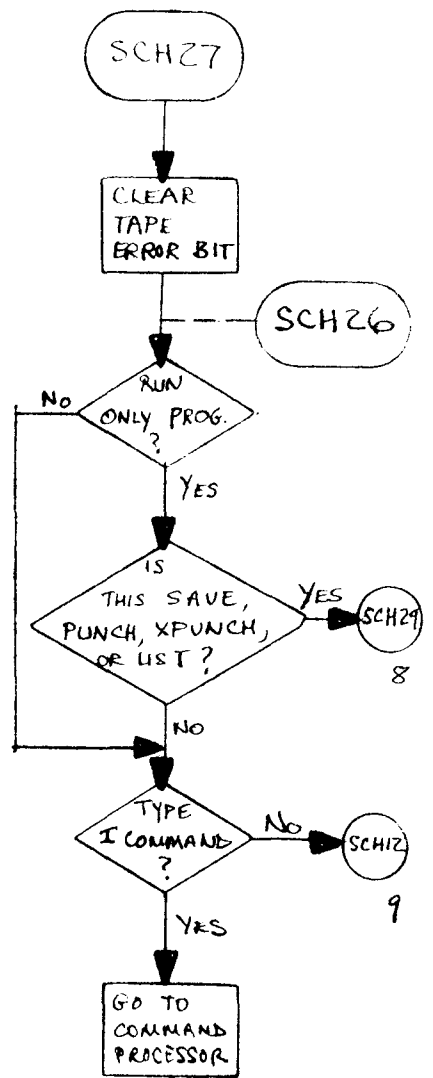 SCH27
CLEAR
TAPE
ERROR BIT
SCH26
RUN
ONLY PROG.
?
NO
YES
IS
THIS SAVE,
PUNCH, XPUNCH,
OR LIST?
YES
SCH29
8
NO
TYPE
I COMMAND
?
NO
SCH12
9
YES
GO TO
COMMAND
PROCESSOR